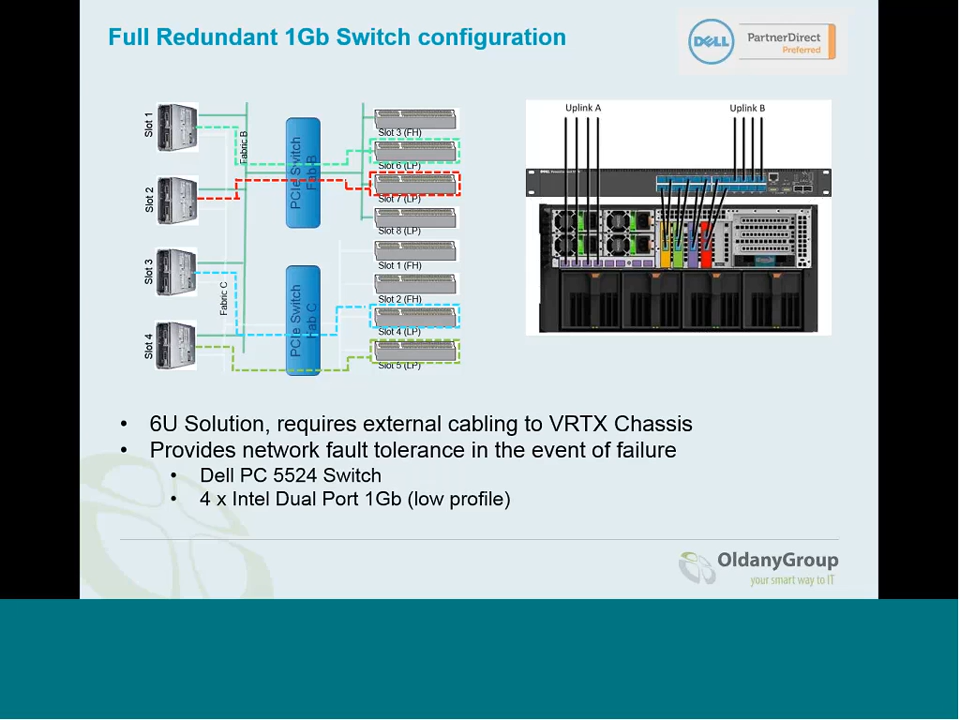 Full Redundant 1Gb Switch configuration
DELL
PartnerDirect
Preferred
Slot 1
Slot 2
Slot 3
Slot 4
Fabric B
Fabric C
PCIe Switch
Fab B
PCIe Switch
Fab C
Slot 3 (FH)
Slot 6 (LP)
Slot 7 (LP)
Slot 8 (LP)
Slot 1 (FH)
Slot 2 (FH)
Slot 4 (LP)
Slot 5 (LP)
Uplink A
Uplink B
• 6U Solution, requires external cabling to VRTX Chassis
• Provides network fault tolerance in the event of failure
• Dell PC 5524 Switch
• 4 x Intel Dual Port 1Gb (low profile)
OldanyGroup
your smart way to IT